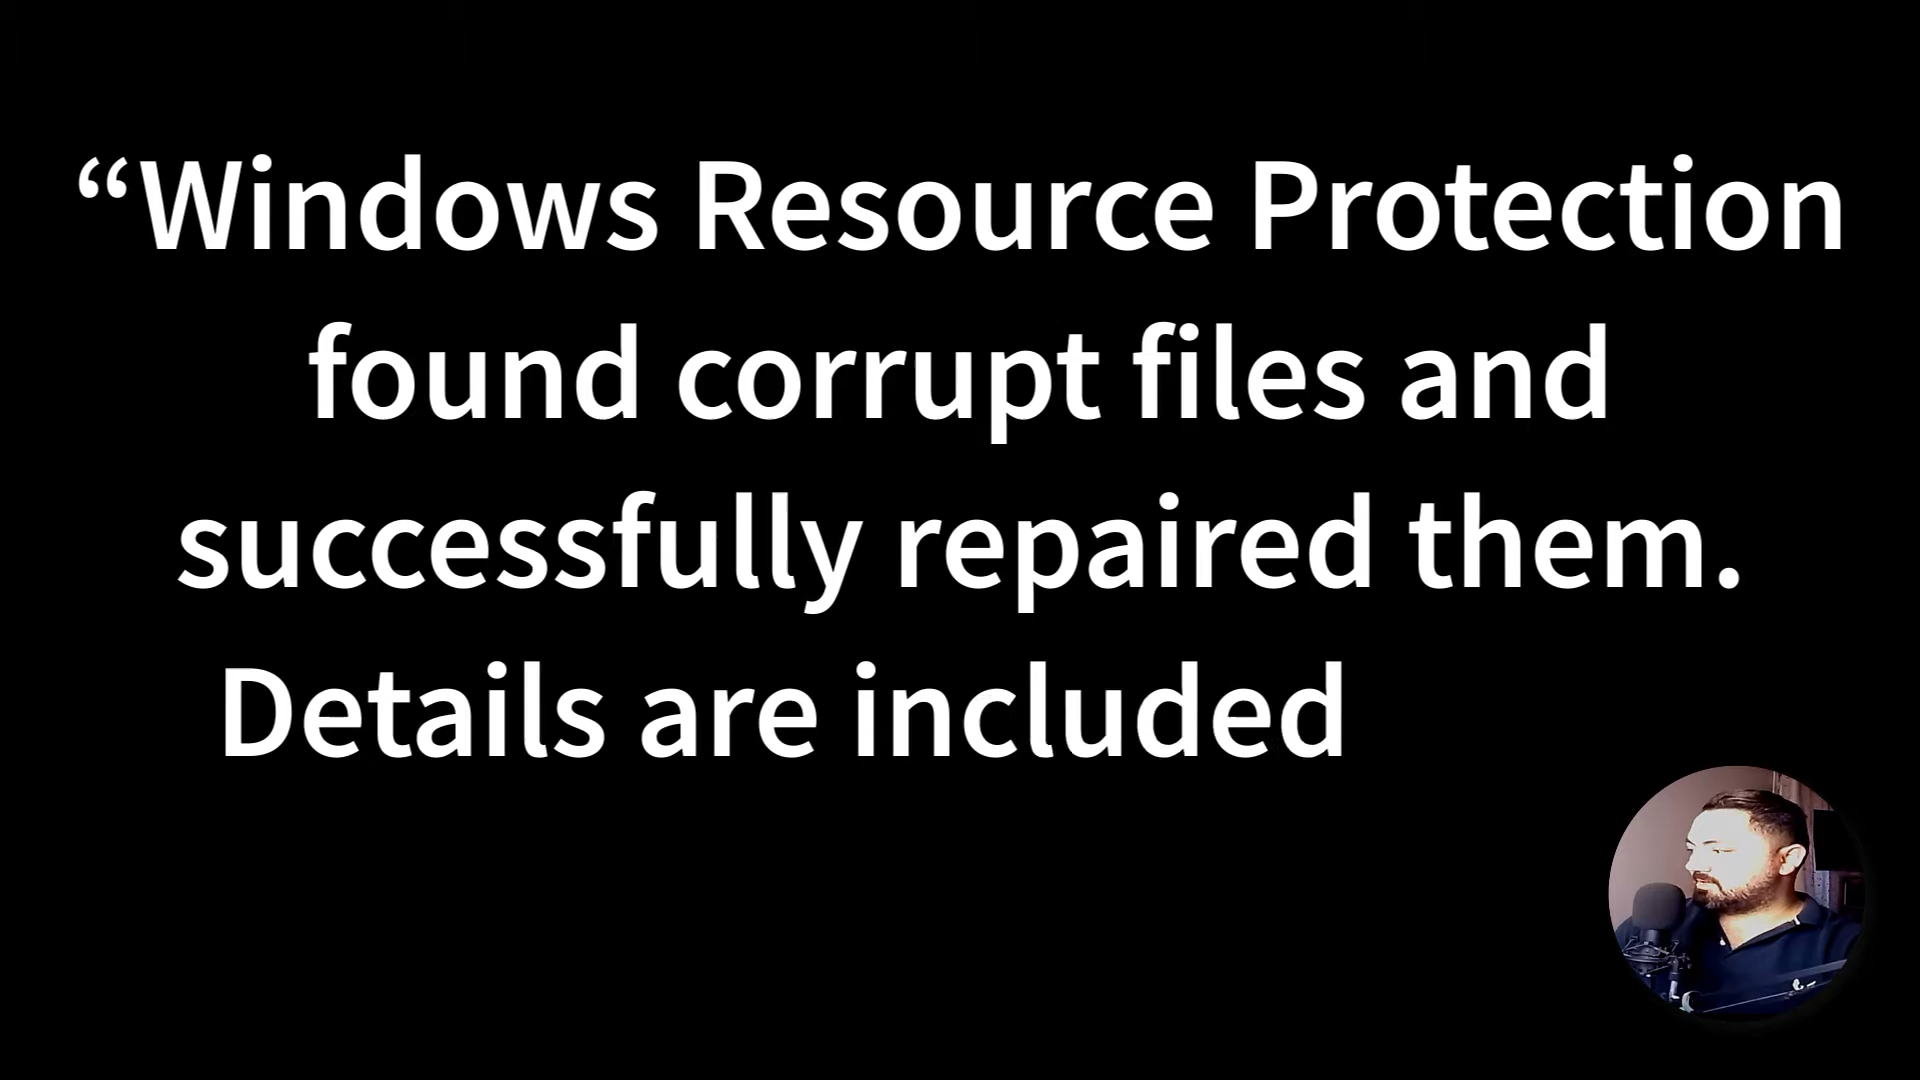 “Windows Resource Protection
found corrupt files and
successfully repaired them.
Details are included